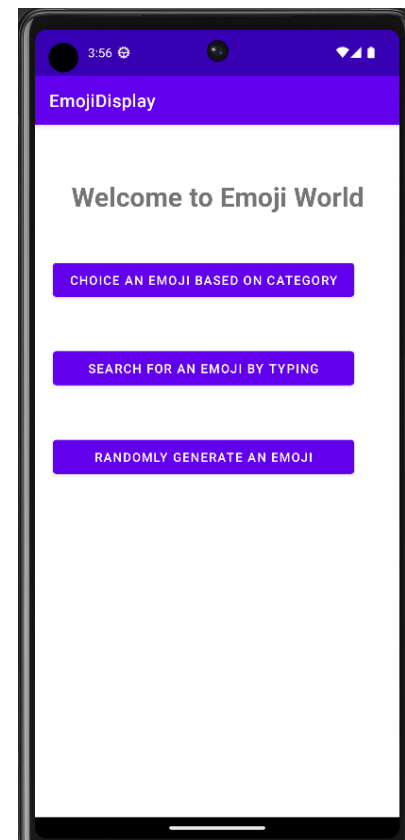 3:56
EmojiDisplay
Welcome to Emoji World
CHOICE AN EMOJI BASED ON CATEGORY
SEARCH FOR AN EMOJI BY TYPING
RANDOMLY GENERATE AN EMOJI